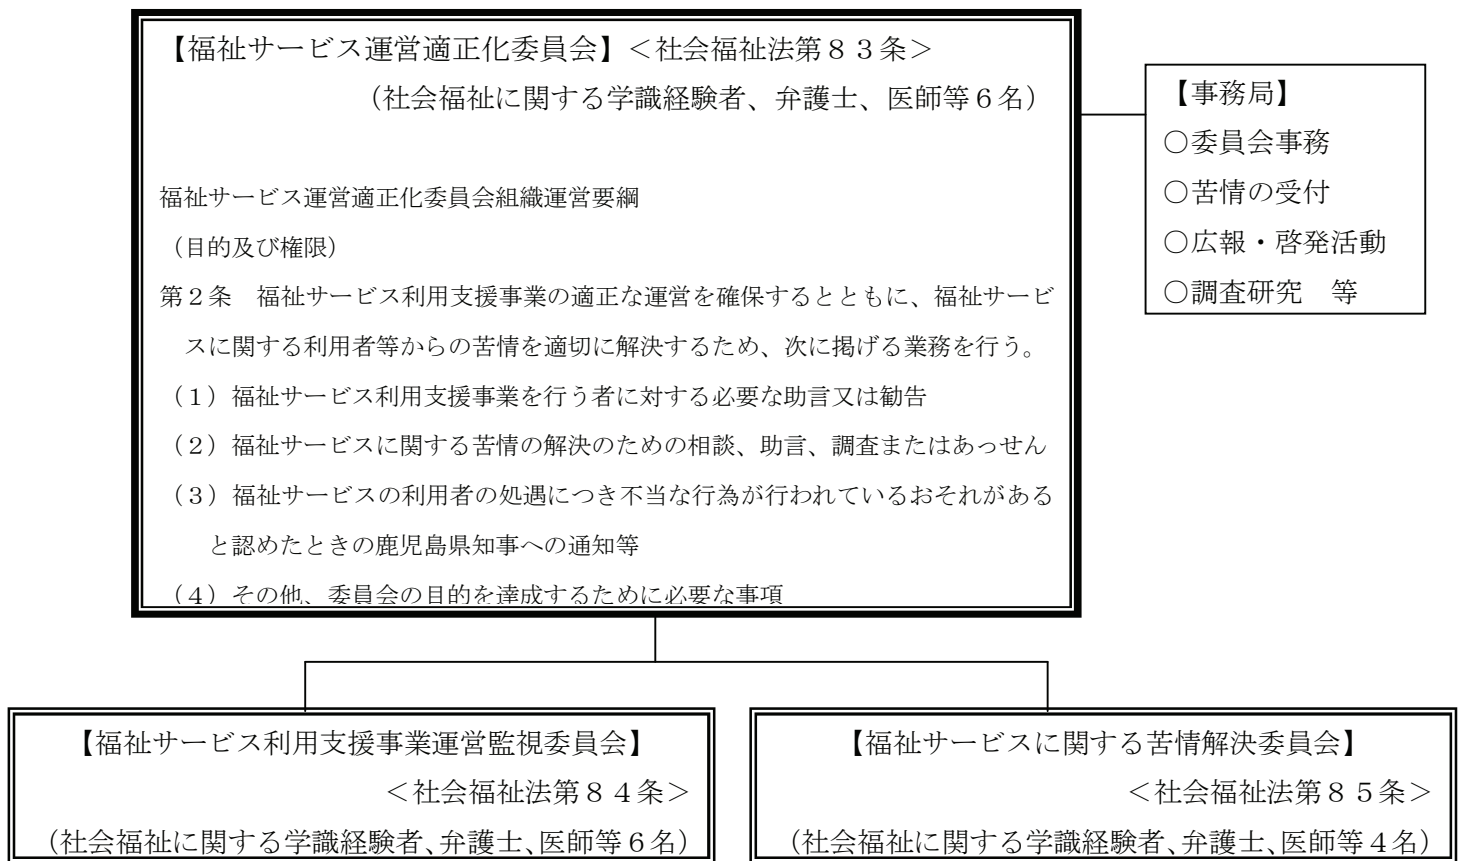 【福祉サービス運営適正化委員会】＜社会福祉法第８３条＞
（社会福祉に関する学識経験者、弁護士、医師等６名）
福祉サービス運営適正化委員会組織運営要綱
（目的及び権限）
第２条　福祉サービス利用支援事業の適正な運営を確保するとともに、福祉サービ
スに関する利用者等からの苦情を適切に解決するため、次に掲げる業務を行う。
（１）福祉サービス利用支援事業を行う者に対する必要な助言又は勧告
（２）福祉サービスに関する苦情の解決のための相談、助言、調査またはあっせん
（３）福祉サービスの利用者の処遇につき不当な行為が行われているおそれがある
と認めたときの鹿児島県知事への通知等
（４）その他、委員会の目的を達成するために必要な事項
【事務局】
○委員会事務
○苦情の受付
○広報・啓発活動
○調査研究　等
【福祉サービス利用支援事業運営監視委員会】
＜社会福祉法第８４条＞
（社会福祉に関する学識経験者、弁護士、医師等６名）
【福祉サービスに関する苦情解決委員会】
＜社会福祉法第８５条＞
（社会福祉に関する学識経験者、弁護士、医師等４名）